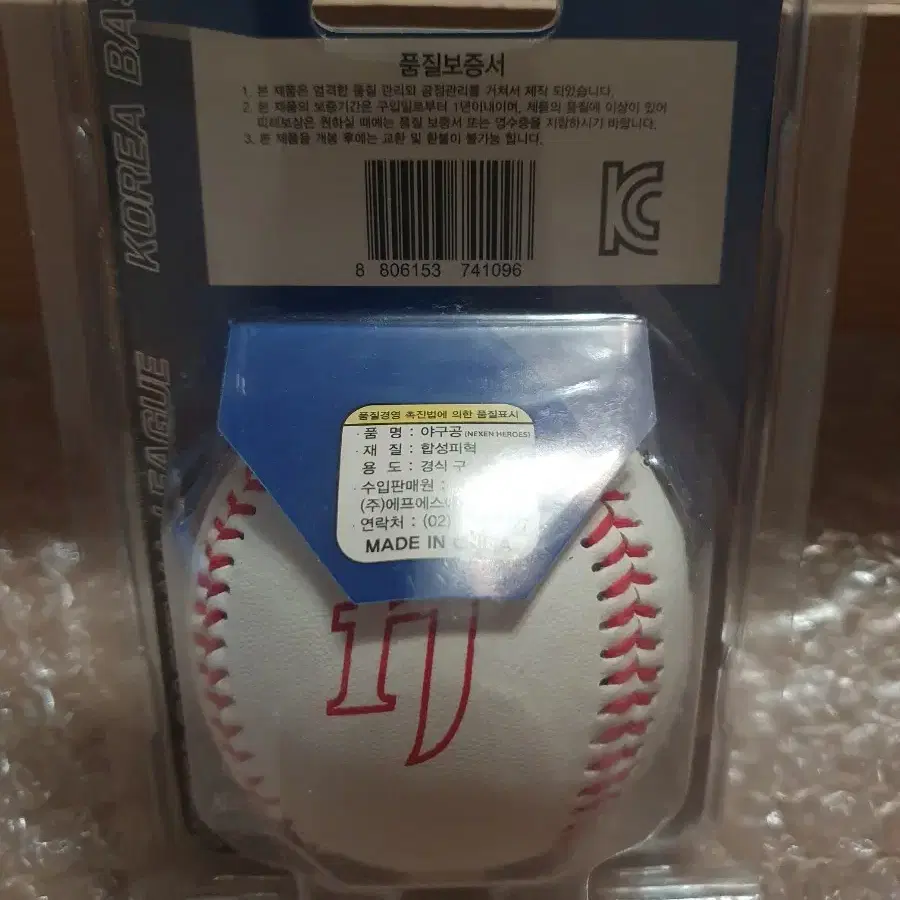 KOREA BAS
LEAGUE
품질보증서
1. 본 제품은 엄격한 품질 관리와 공정관리를 거쳐서 제작 되었습니다.
2. 본 제품의 보증기간은 구입일로부터 1년이내이며, 제품의 품질에 이상이 있어
피해보상은 원하실 때에는 품질 보증서 또는 영수증을 지참하시기 바랍니다.
3. 본 제품을 개봉 후에는 교환 및 환불이 불가능 합니다.
8 806153 741096
KC
품질경영 촉진법에 의한 품질표시
· 품 명 : 야구공 (NEXEN HEROES)
· 재 질 : 합성피혁
용 도 : 경식 구
· 수입판매원 :
(주)에프에스
· 연락처 : (02)
MADE IN CHINA